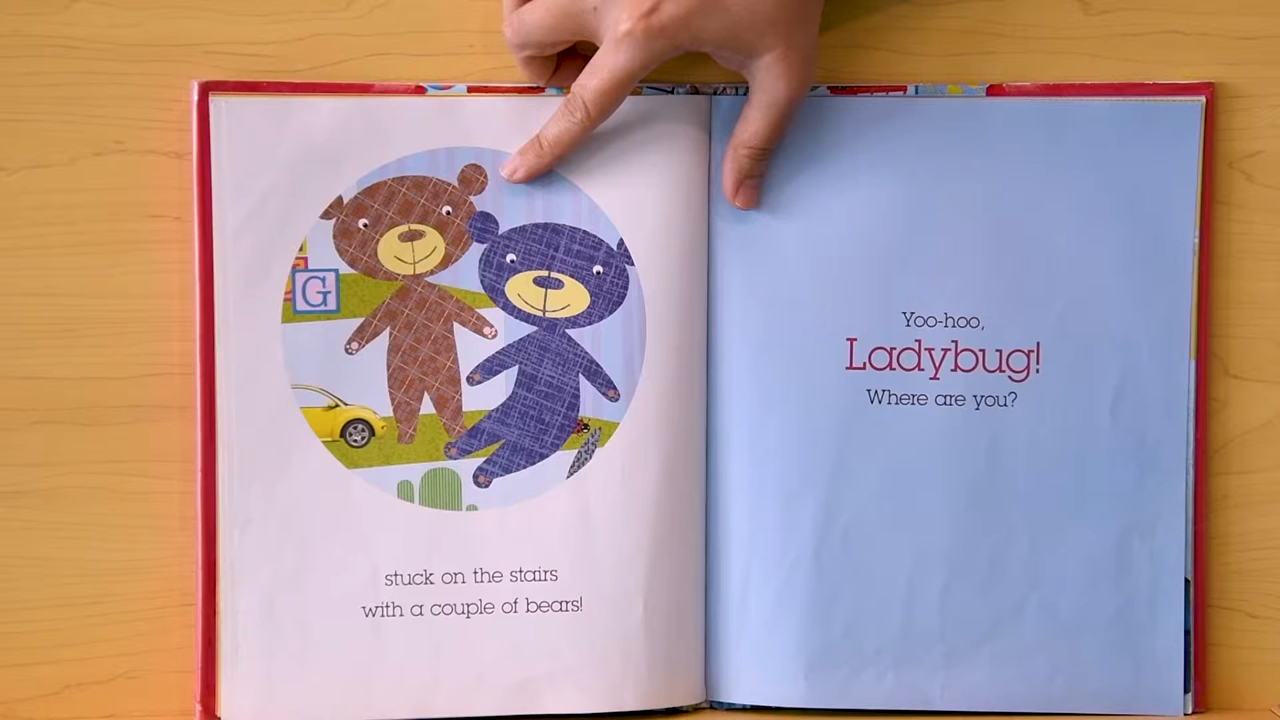 G
stuck on the stairs
with a couple of bears!
Yoo-hoo,
Ladybug!
Where are you?